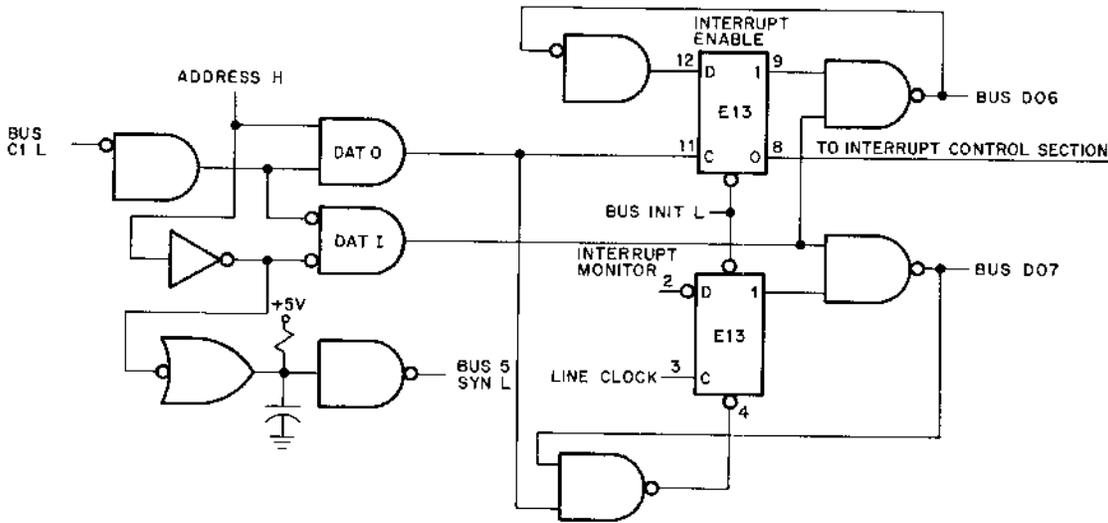 INTERRUPT
ENABLE
ADDRESS H
12 D 1 9
E13
BUS D06
BUS
C1 L
DAT O
11 C O 8
TO INTERRUPT CONTROL SECTION
BUS INIT L
DAT I
INTERRUPT
MONITOR
2 D 1
BUS D07
+5V
E13
BUS 5
SYN L
LINE CLOCK 3 C
4